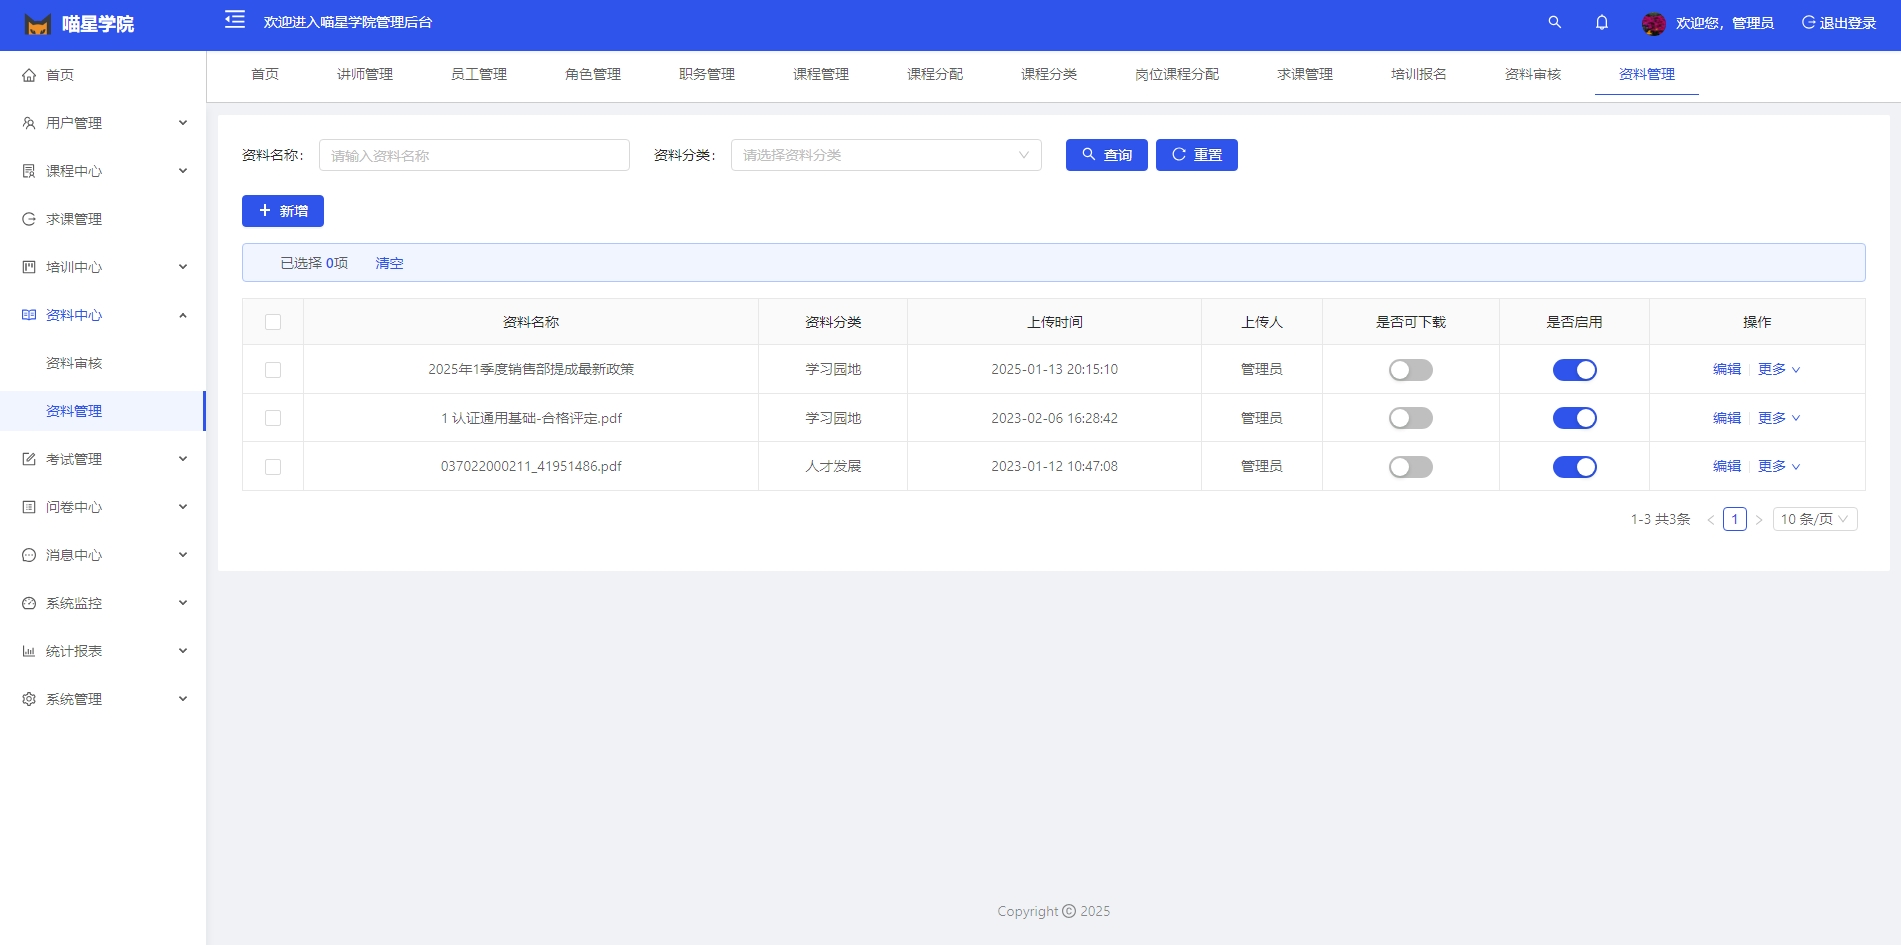 喵星学院
欢迎进入喵星学院管理后台
欢迎您，管理员
退出登录
首页
用户管理
课程中心
求课管理
培训中心
资料中心
资料审核
资料管理
考试管理
问卷中心
消息中心
系统监控
统计报表
系统管理
首页 讲师管理 员工管理 角色管理 职务管理 课程管理 课程分配 课程分类 岗位课程分配 求课管理 培训报名 资料审核 资料管理
资料名称： 请输入资料名称 资料分类： 请选择资料分类 查询 重置
新增
已选择 0项 清空
资料名称 资料分类 上传时间 上传人 是否可下载 是否启用 操作
2025年1季度销售部提成最新政策 学习园地 2025-01-13 20:15:10 管理员 编辑 更多
1 认证通用基础-合格评定.pdf 学习园地 2023-02-06 16:28:42 管理员 编辑 更多
037022000211_41951486.pdf 人才发展 2023-01-12 10:47:08 管理员 编辑 更多
1-3 共3条 < 1 > 10 条/页
Copyright © 2025